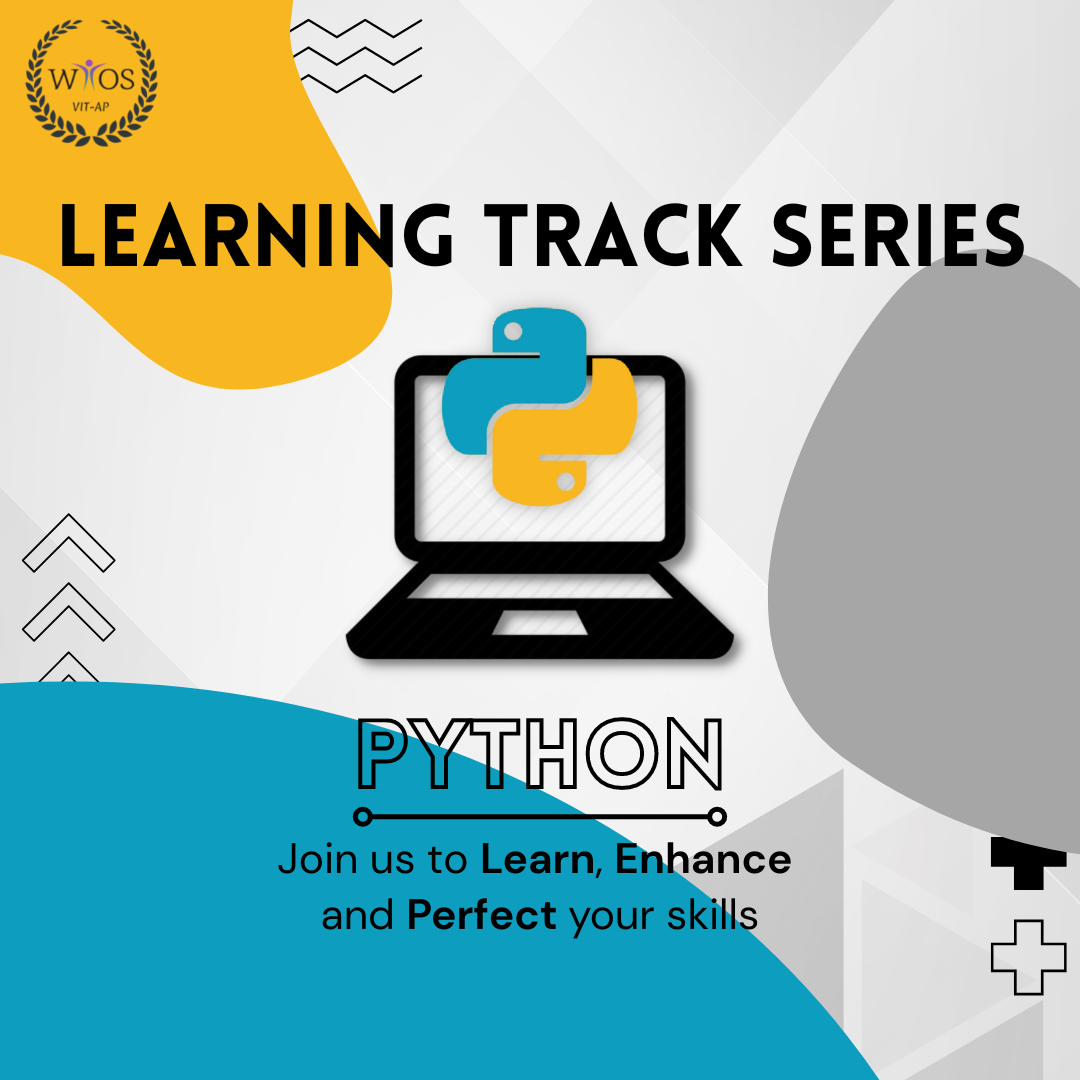 WIOS
VIT-AP
LEARNING TRACK SERIES
PYTHON
Join us to Learn, Enhance
and Perfect your skills